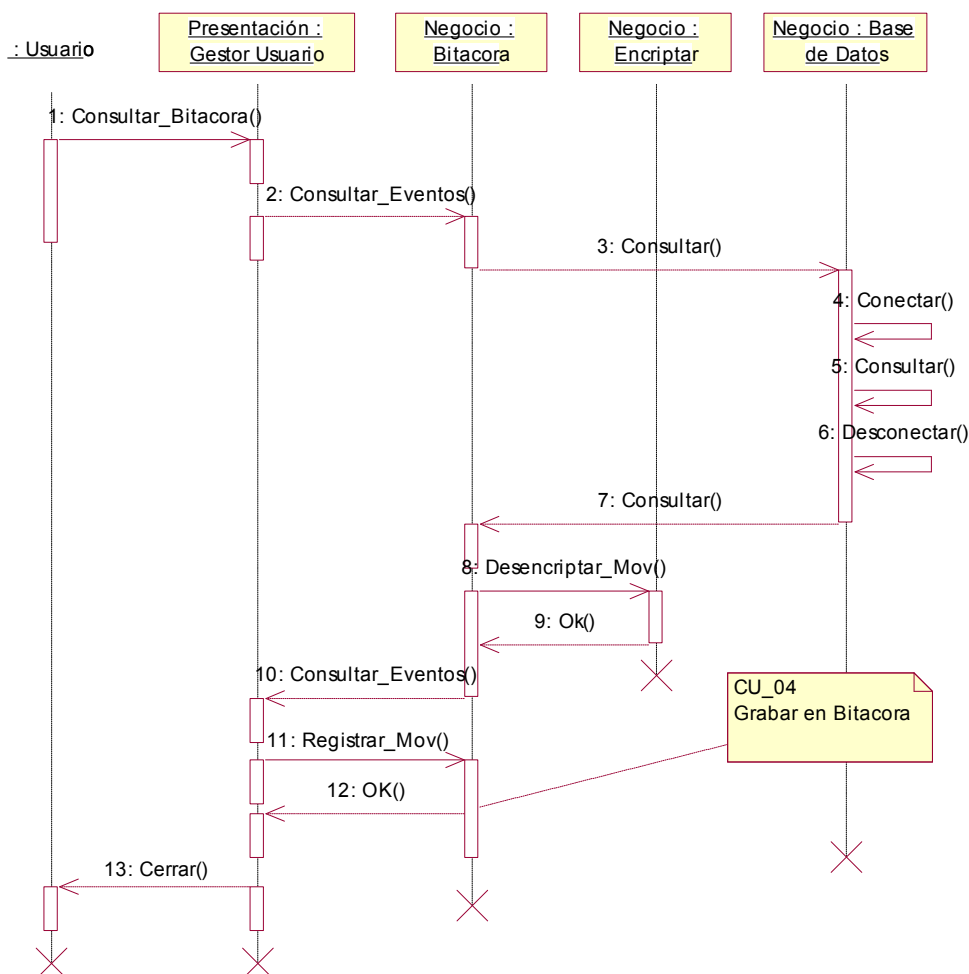 : Usuario
Presentación :
Gestor Usuario
Negocio :
Bitacora
Negocio :
Encriptar
Negocio : Base
de Datos
1: Consultar_Bitacora()
2: Consultar_Eventos()
3: Consultar()
4: Conectar()
5: Consultar()
6: Desconectar()
7: Consultar()
8: Desencriptar_Mov()
9: Ok()
10: Consultar_Eventos()
CU_04
Grabar en Bitacora
11: Registrar_Mov()
12: OK()
13: Cerrar()